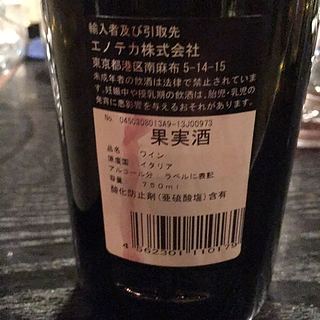 輸入者及び引取先
エノテカ株式会社
東京都港区南麻布5-14-15
未成年者の飲酒は法律で禁止されていま
す。妊娠中や授乳期の飲酒は、胎児・乳児の
発育に悪影響を与えるおそれがあります。
No. 0450308013A9-13J00973
果実酒
品名 ワイン
原産国 イタリア
アルコール分 ラベルに表記
容量 750ml
酸化防止剤(亜硫酸塩)含有
4 562301 110175